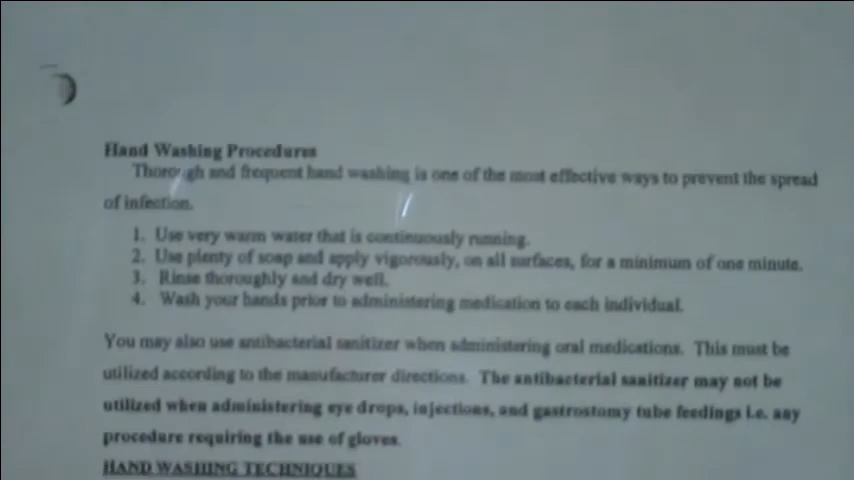 Hand Washing Procedures
Thorough and frequent hand washing is one of the most effective ways to prevent the spread
of infection.
1. Use very warm water that is continuously running.
2. Use plenty of soap and apply vigorously, on all surfaces, for a minimum of one minute.
3. Rinse thoroughly and dry well.
4. Wash your hands prior to administering medication to each individual.
You may also use antibacterial sanitizer when administering oral medications. This must be
utilized according to the manufacturer directions. The antibacterial sanitizer may not be
utilized when administering eye drops, injections, and gastrostomy tube feedings i.e. any
procedure requiring the use of gloves.
HAND WASHING TECHNIQUES